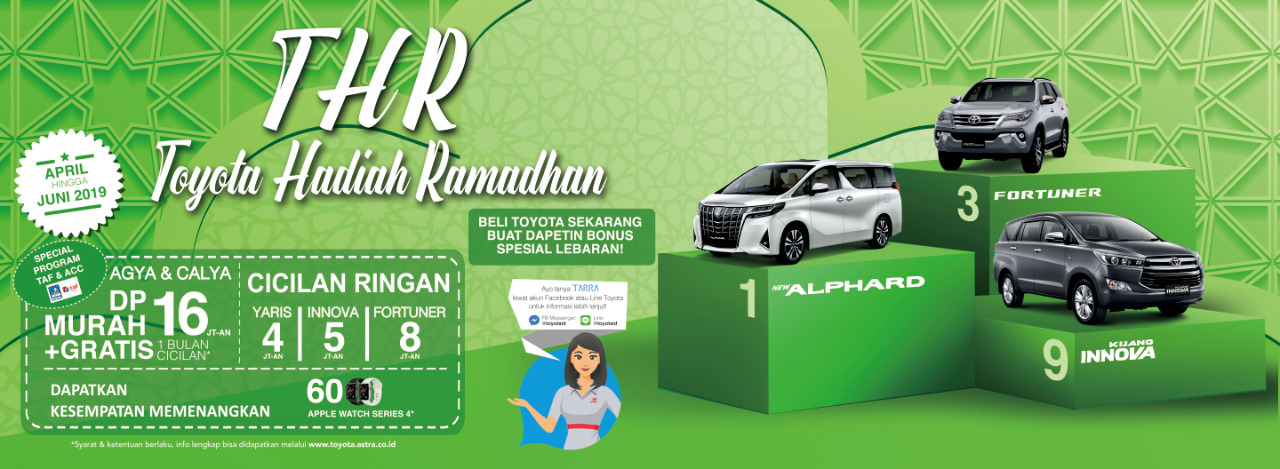 THR
Toyota Hadiah Ramadhan
APRIL
HINGGA
JUNI 2019
SPECIAL
PROGRAM
TAF & ACC
taf
AGYA & CALYA
DP
MURAH
16
JT-AN
+GRATIS
1 BULAN
CICILAN*
CICILAN RINGAN
YARIS
4
JT-AN
INNOVA
5
JT-AN
FORTUNER
8
JT-AN
DAPATKAN
KESEMPATAN MEMENANGKAN
60
APPLE WATCH SERIES 4*
*Syarat & ketentuan berlaku, info lengkap bisa didapatkan melalui www.toyota.astra.co.id
BELI TOYOTA SEKARANG
BUAT DAPETIN BONUS
SPESIAL LEBARAN!
Ayo tanya TARRA
lewat akun Facebook atau Line Toyota
untuk informasi lebih lanjut!
FB Messenger:
@toyotaid
Line:
@toyotaid
1
NEW ALPHARD
3
FORTUNER
9
KIJANG
INNOVA